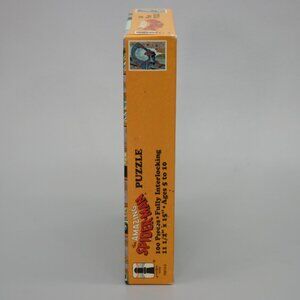 THE AMAZING
SPIDER-MAN
PUZZLE
100 Pieces • Fully Interlocking
11 1/2" X 15" • Ages 5 to 10